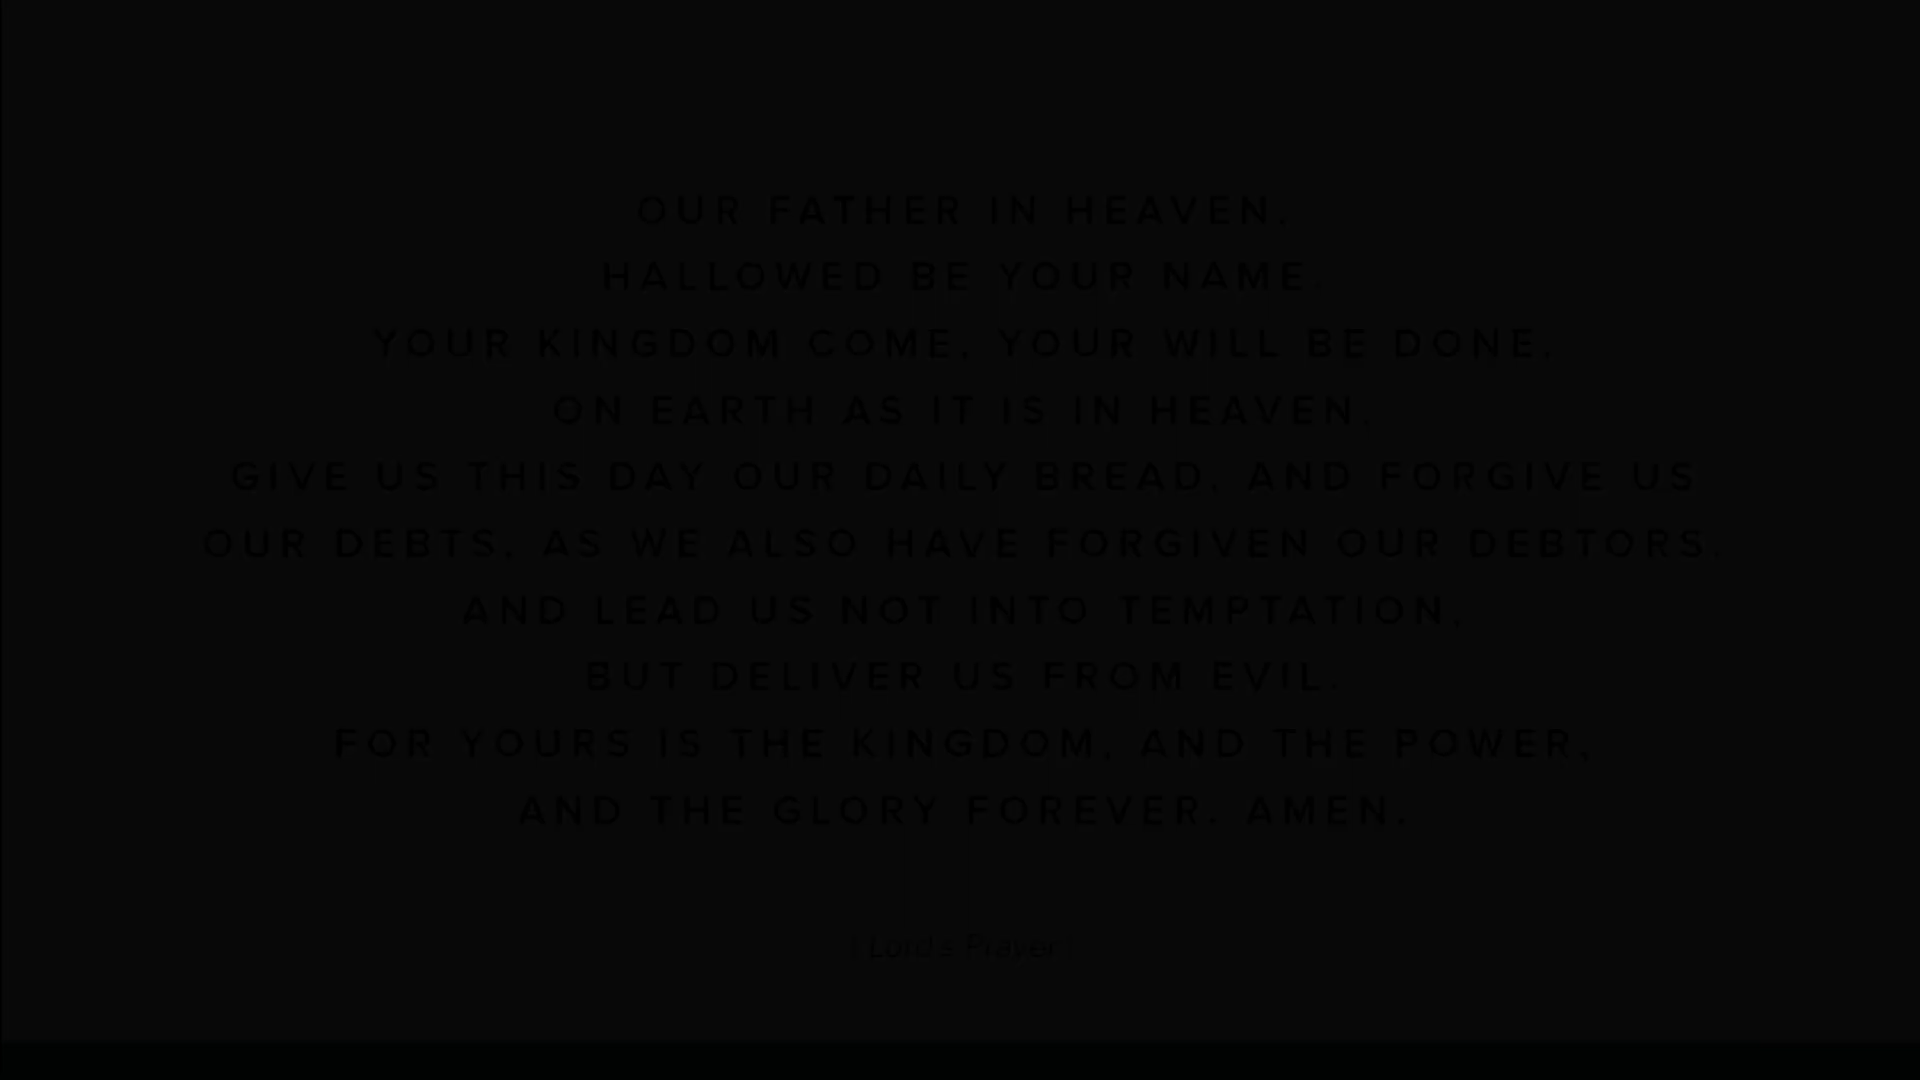 OUR FATHER IN HEAVEN,
HALLOWED BE YOUR NAME.
YOUR KINGDOM COME, YOUR WILL BE DONE,
ON EARTH AS IT IS IN HEAVEN.
GIVE US THIS DAY OUR DAILY BREAD, AND FORGIVE US
OUR DEBTS, AS WE ALSO HAVE FORGIVEN OUR DEBTORS.
AND LEAD US NOT INTO TEMPTATION,
BUT DELIVER US FROM EVIL.
FOR YOURS IS THE KINGDOM, AND THE POWER,
AND THE GLORY FOREVER. AMEN.
( Lord's Prayer )